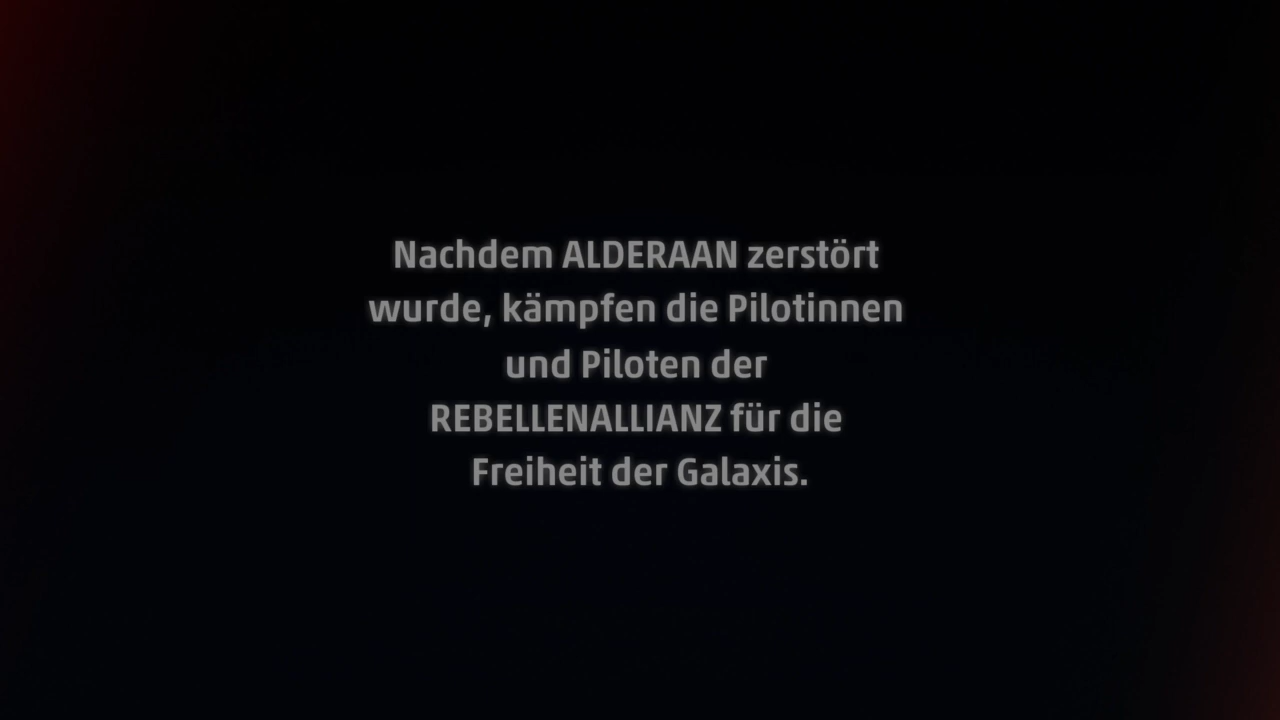 Nachdem ALDERAAN zerstört
wurde, kämpfen die Pilotinnen
und Piloten der
REBELLENALLIANZ für die
Freiheit der Galaxis.